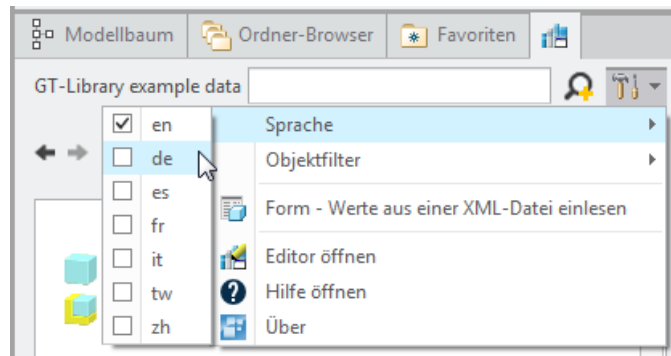 Modellbaum Ordner-Browser Favoriten
GT-Library example data
en Sprache
de Objektfilter
es
Form - Werte aus einer XML-Datei einlesen
fr
it Editor öffnen
tw Hilfe öffnen
zh Über